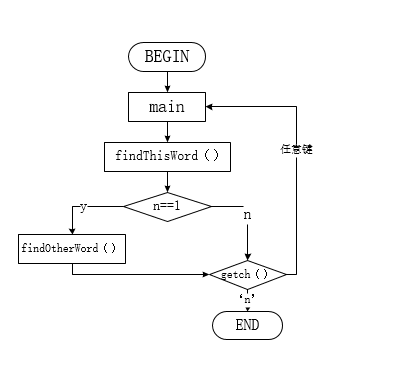 BEGIN
main
findThisWord（）
任意键
n==1
y
n
findOtherWord（）
getch（）
‘n’
END